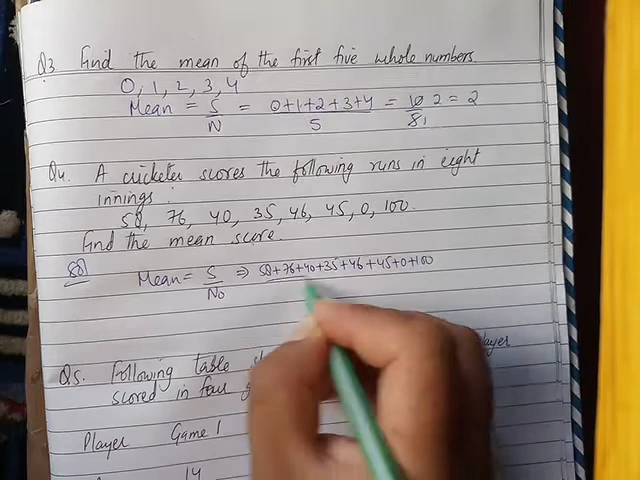 Q3 Find the mean of the first five whole numbers.
0, 1, 2, 3, 4
Mean = S/N = 0+1+2+3+4/5 = 10/5 2 = 2
Q4. A cricketer scores the following runs in eight
innings:
58, 76, 40, 35, 46, 45, 0, 100.
Find the mean score.
Mean = S/No ⇒ 58+76+40+35+46+45+0+100
Q5. Following table
scored in four
Player Game 1
14